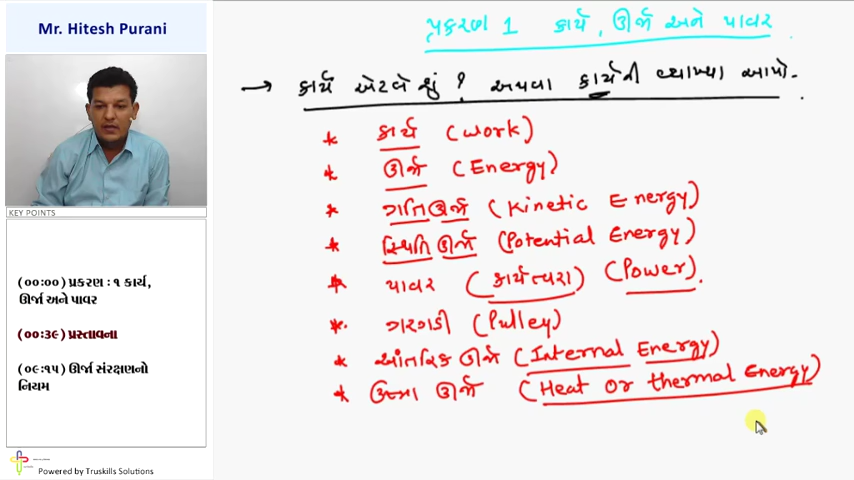 Mr. Hitesh Purani
પ્રકરણ 1 કાર્ય, ઊર્જા અને પાવર
→ કાર્ય એટલે શું? અથવા કાર્યની વ્યાખ્યા આપો.
* કાર્ય (Work)
* ઊર્જા (Energy)
* ગતિઊર્જા (Kinetic Energy)
* સ્થિતિઊર્જા (Potential Energy)
* પાવર (કાર્યત્વરા) (Power).
* ગરગડી (Pulley)
* આંતરિક ઊર્જા (Internal Energy)
* ઉષ્મા ઊર્જા (Heat or thermal Energy)
KEY POINTS
(૦૦:૦૦) પ્રકરણ : ૧ કાર્ય,
ઊર્જા અને પાવર
(૦૦:૩૯) પ્રસ્તાવના
(૦૯:૧૫) ઊર્જા સંરક્ષણનો
નિયમ
Powered by Truskills Solutions